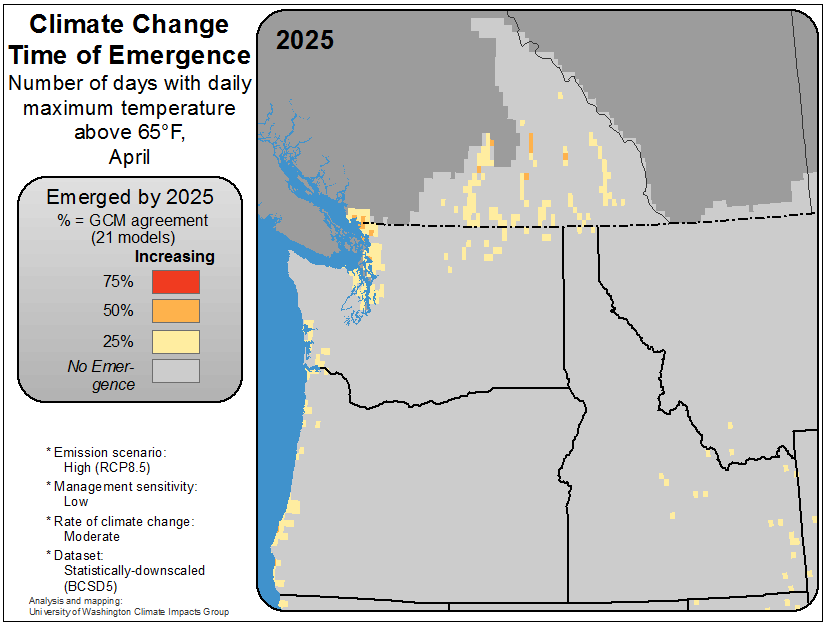 Climate Change
Time of Emergence
Number of days with daily
maximum temperature
above 65°F,
April
2025
Emerged by 2025
% = GCM agreement
(21 models)
Increasing
75%
50%
25%
No Emer-
gence
* Emission scenario:
High (RCP8.5)
* Management sensitivity:
Low
* Rate of climate change:
Moderate
* Dataset:
Statistically-downscaled
(BCSD5)
Analysis and mapping:
University of Washington Climate Impacts Group